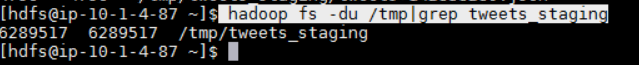 [hdfs@ip-10-1-4-87 ~]$ hadoop fs -du /tmp|grep tweets_staging
6289517  6289517  /tmp/tweets_staging
[hdfs@ip-10-1-4-87 ~]$